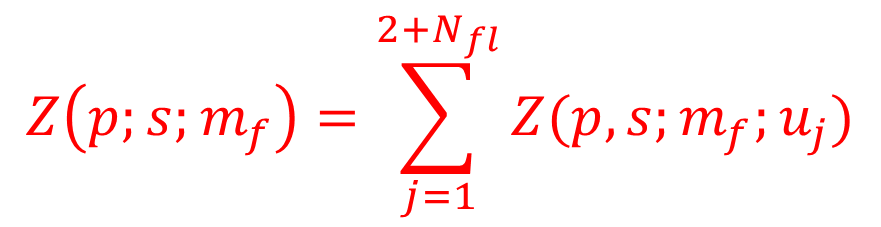 Z(p; s; m_f) = \sum_{j=1}^{2+N_{fl}} Z(p, s; m_f; u_j)